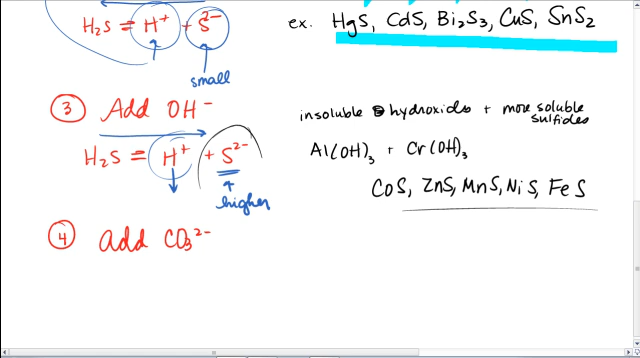 H₂S = H⁺ + S²⁻
small
ex. HgS, CdS, Bi₂S₃, CuS, SnS₂
③ Add OH⁻
H₂S = H⁺ + S²⁻
higher
insoluble hydroxides + more soluble
sulfides
Al(OH)₃ + Cr(OH)₃
CoS, ZnS, MnS, NiS, FeS
④ Add CO₃²⁻